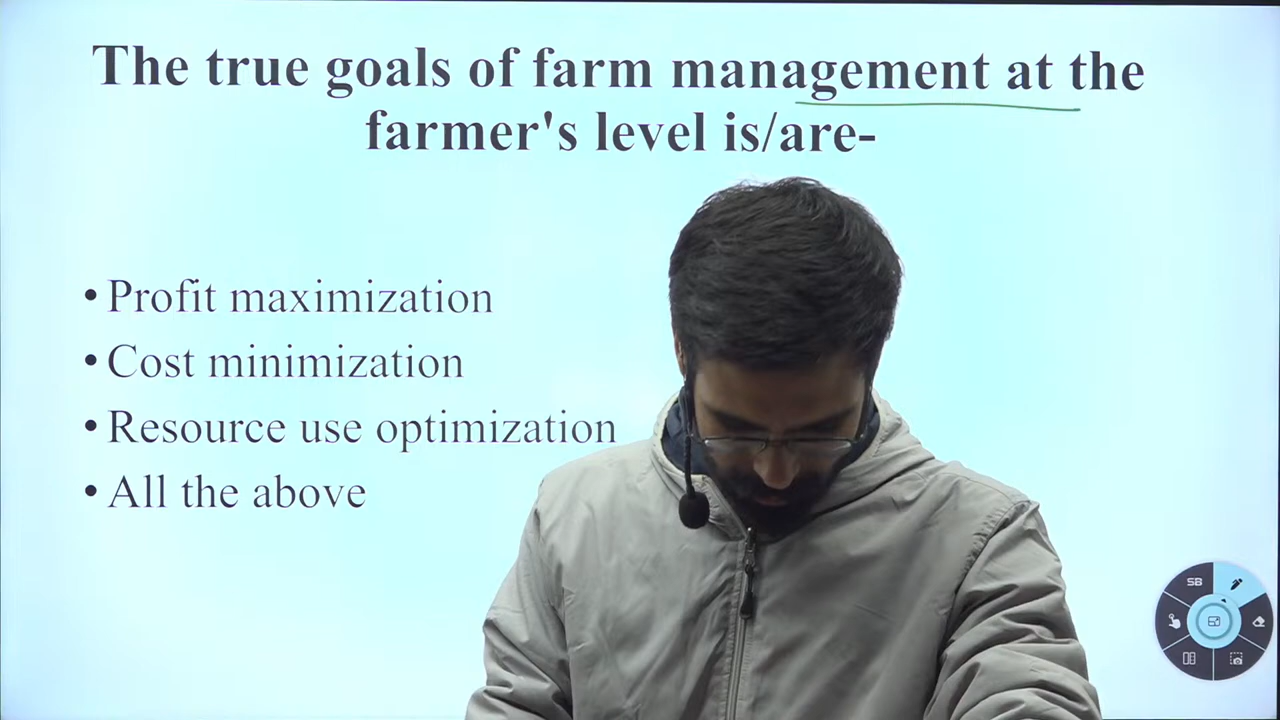 The true goals of farm management at the
farmer's level is/are-
• Profit maximization
• Cost minimization
• Resource use optimization
• All the above
SB